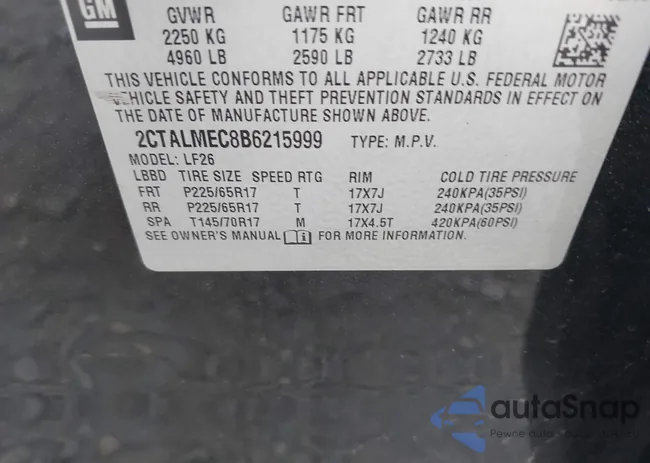 GM
GVWR GAWR FRT GAWR RR
2250 KG 1175 KG 1240 KG
4960 LB 2590 LB 2733 LB
THIS VEHICLE CONFORMS TO ALL APPLICABLE U.S. FEDERAL MOTOR
VEHICLE SAFETY AND THEFT PREVENTION STANDARDS IN EFFECT ON
THE DATE OF MANUFACTURE SHOWN ABOVE.
2CTALMEC8B6215999 TYPE: M.P.V.
MODEL: LF26
LBBD TIRE SIZE SPEED RTG RIM COLD TIRE PRESSURE
FRT P225/65R17 T 17X7J 240KPA(35PSI)
RR P225/65R17 T 17X7J 240KPA(35PSI)
SPA T145/70R17 M 17X4.5T 420KPA(60PSI)
SEE OWNER'S MANUAL FOR MORE INFORMATION.
autaSnap
Pewne auto